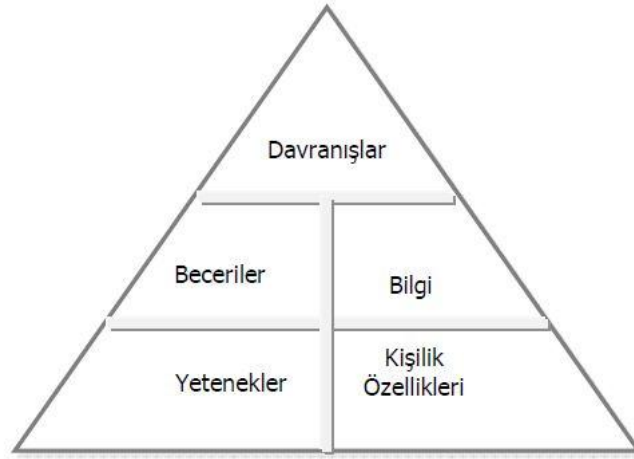 Davranışlar
Beceriler
Bilgi
Yetenekler
Kişilik
Özellikleri